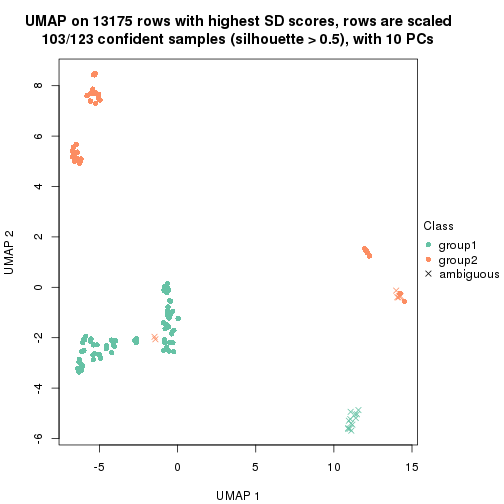 UMAP on 13175 rows with highest SD scores, rows are scaled
103/123 confident samples (silhouette > 0.5), with 10 PCs
8
6
4
2
0
-2
-4
-6
UMAP 2
-5
0
5
10
15
UMAP 1
Class
group1
group2
ambiguous